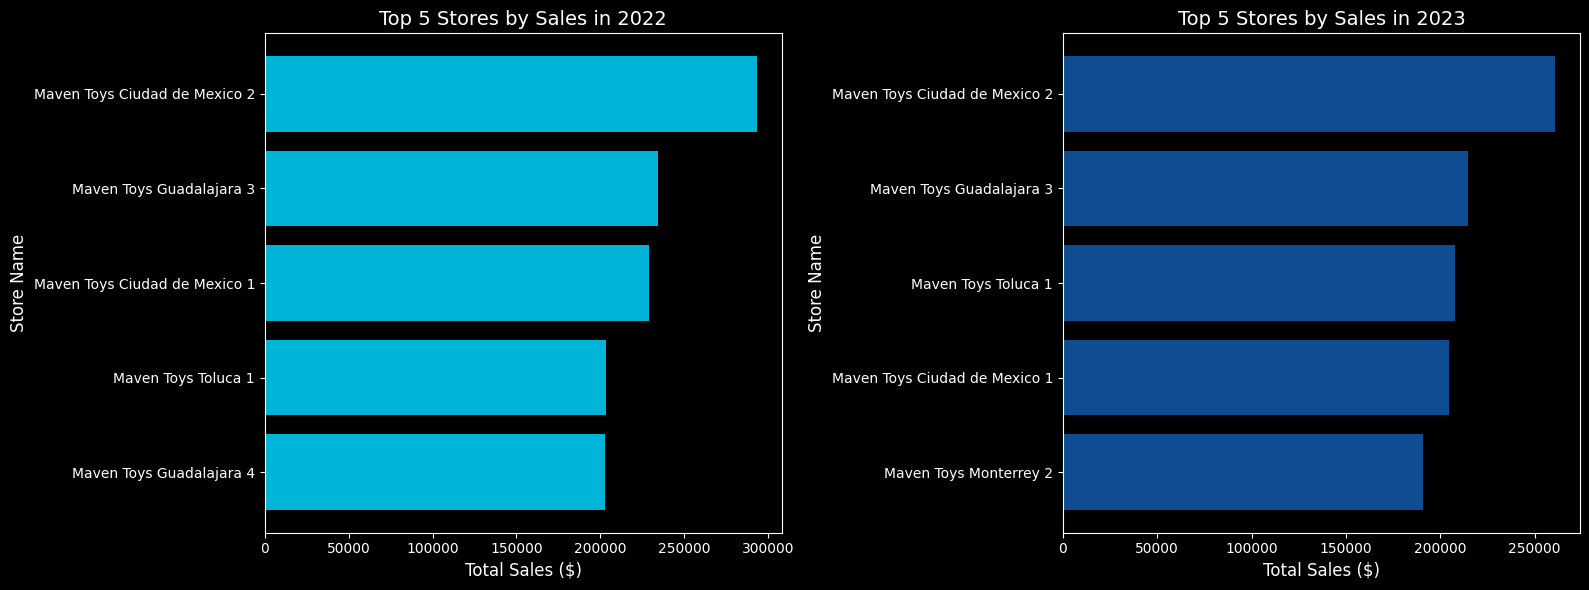 Top 5 Stores by Sales in 2022
Store Name
Maven Toys Ciudad de Mexico 2
Maven Toys Guadalajara 3
Maven Toys Ciudad de Mexico 1
Maven Toys Toluca 1
Maven Toys Guadalajara 4
0 50000 100000 150000 200000 250000 300000
Total Sales ($)
Top 5 Stores by Sales in 2023
Store Name
Maven Toys Ciudad de Mexico 2
Maven Toys Guadalajara 3
Maven Toys Toluca 1
Maven Toys Ciudad de Mexico 1
Maven Toys Monterrey 2
0 50000 100000 150000 200000 250000
Total Sales ($)